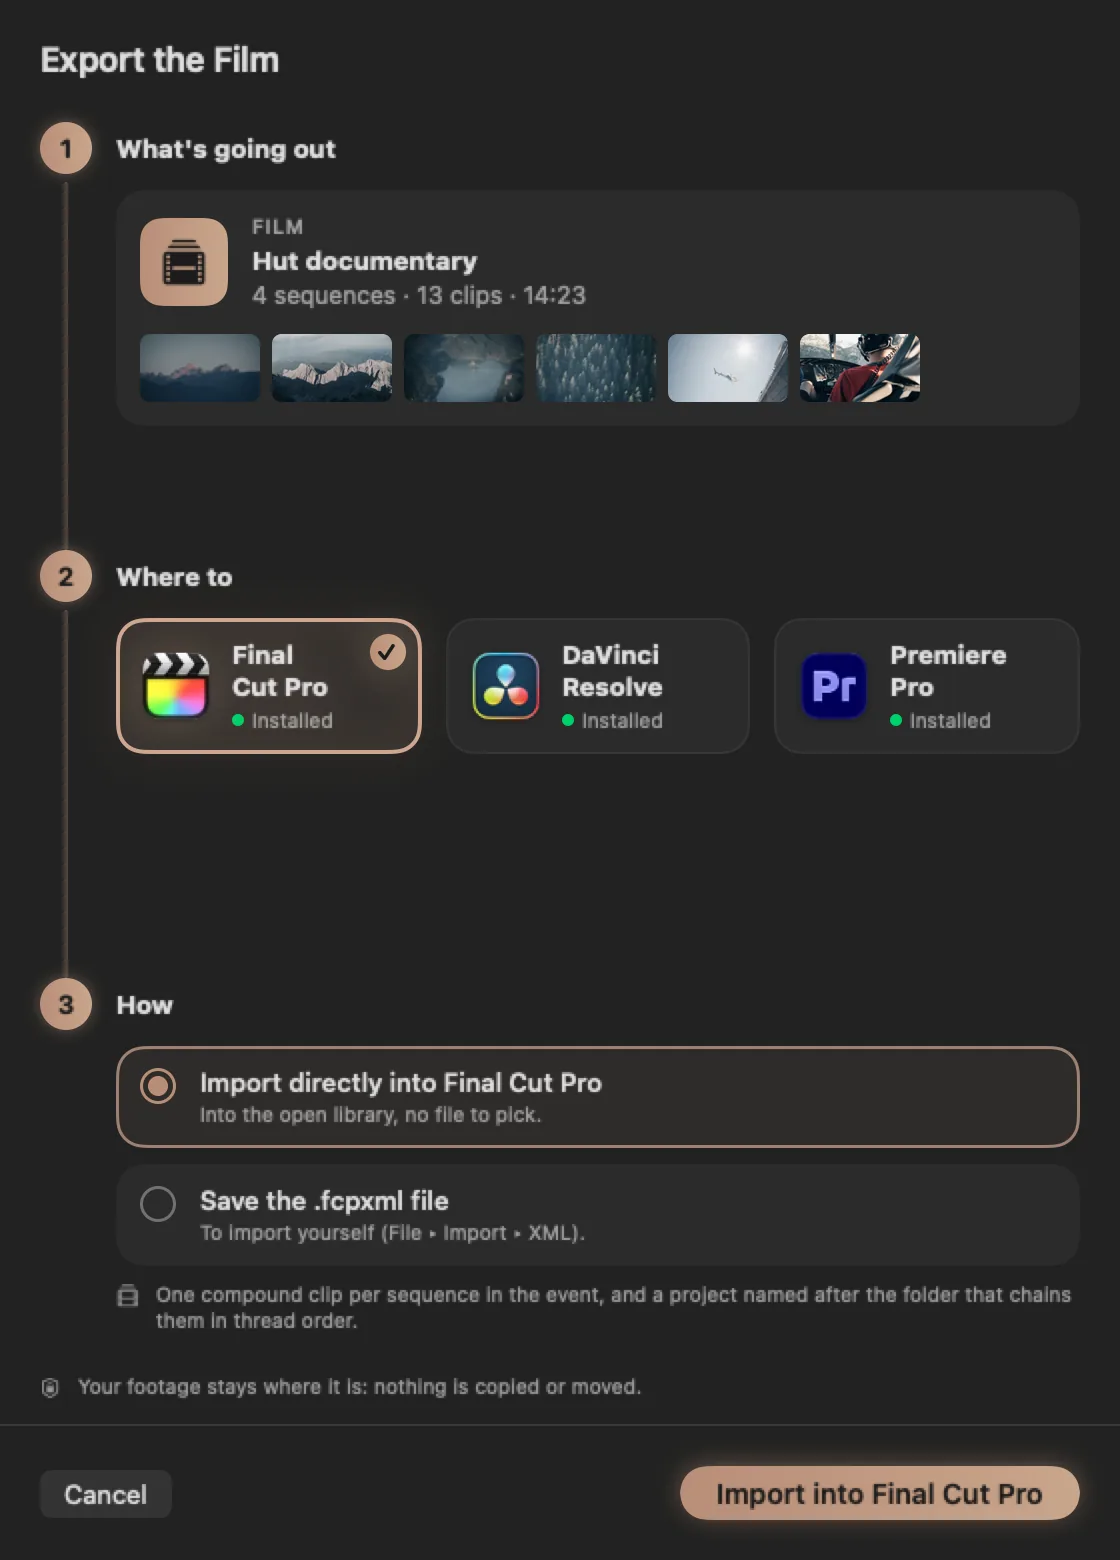 Export the Film
1
What's going out
FILM
Hut documentary
4 sequences · 13 clips · 14:23
2
Where to
Final
Cut Pro
Installed
DaVinci
Resolve
Installed
Pr
Premiere
Pro
Installed
3
How
Import directly into Final Cut Pro
Into the open library, no file to pick.
Save the .fcpxml file
To import yourself (File ‣ Import ‣ XML).
One compound clip per sequence in the event, and a project named after the folder that chains
them in thread order.
Your footage stays where it is: nothing is copied or moved.
Cancel
Import into Final Cut Pro